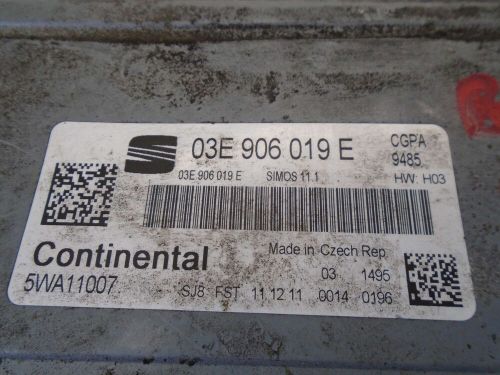 03E 906 019 E CGPA
9485
03E 906 019 E SIMOS 11.1 HW: H03
Continental Made in Czech Rep.
03 1495
5WA11007 SJ8 FST 11.12.11 0014 0196